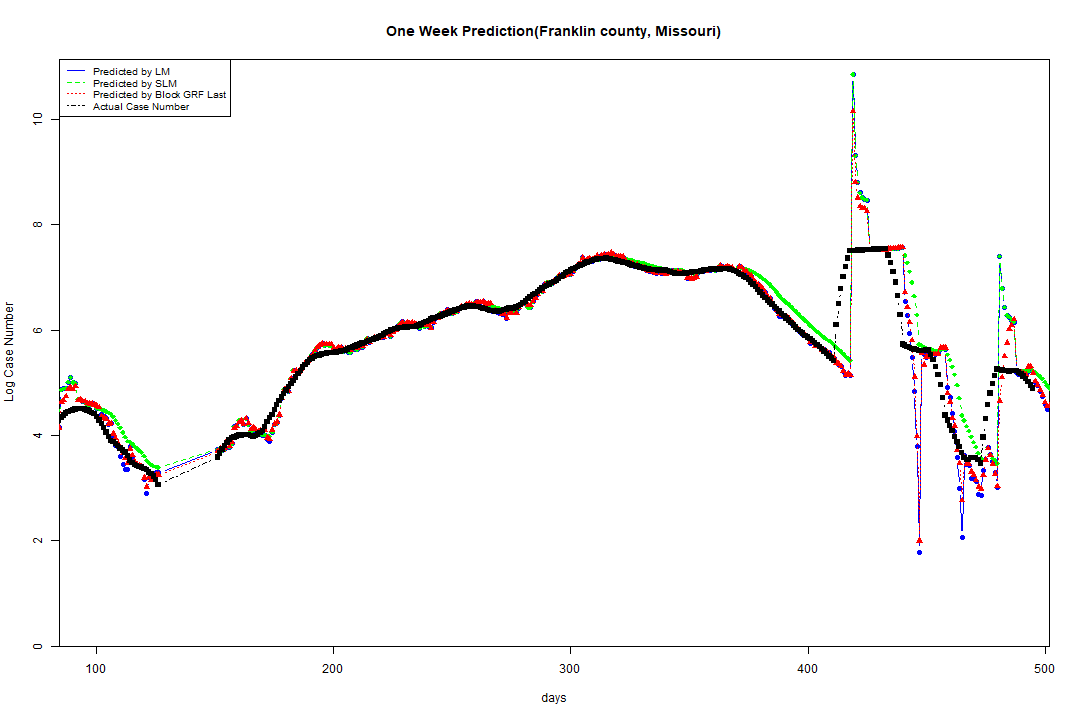 One Week Prediction(Franklin county, Missouri)
Predicted by LM
Predicted by SLM
Predicted by Block GRF Last
Actual Case Number
10
8
6
4
2
0
Log Case Number
100 200 300 400 500
days